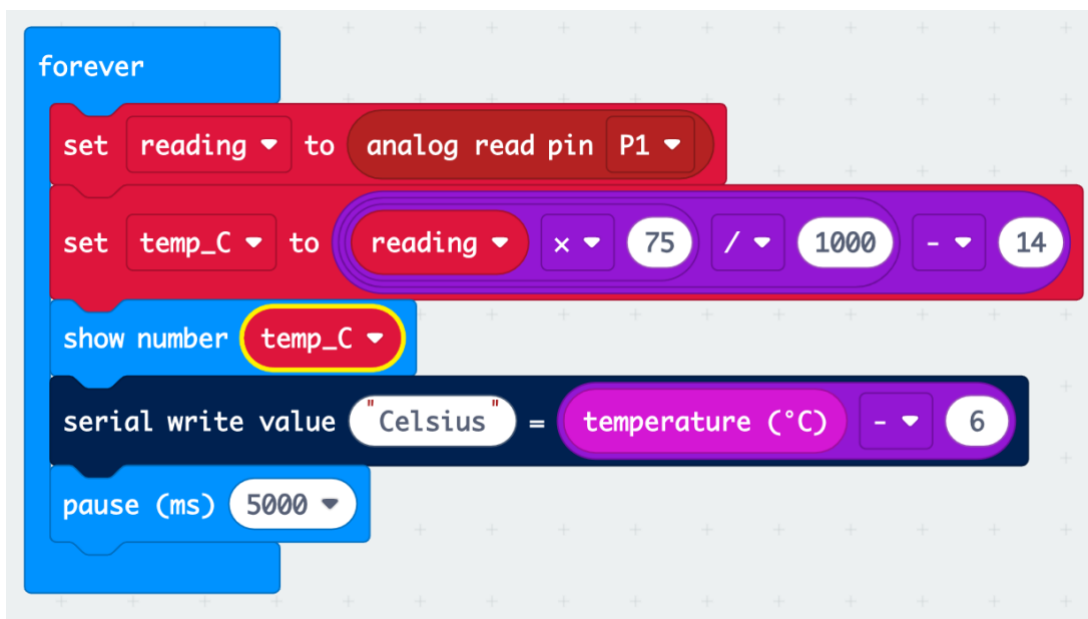 forever
set reading to analog read pin P1
set temp_C to reading × 75 / 1000 - 14
show number temp_C
serial write value "Celsius" = temperature (°C) - 6
pause (ms) 5000